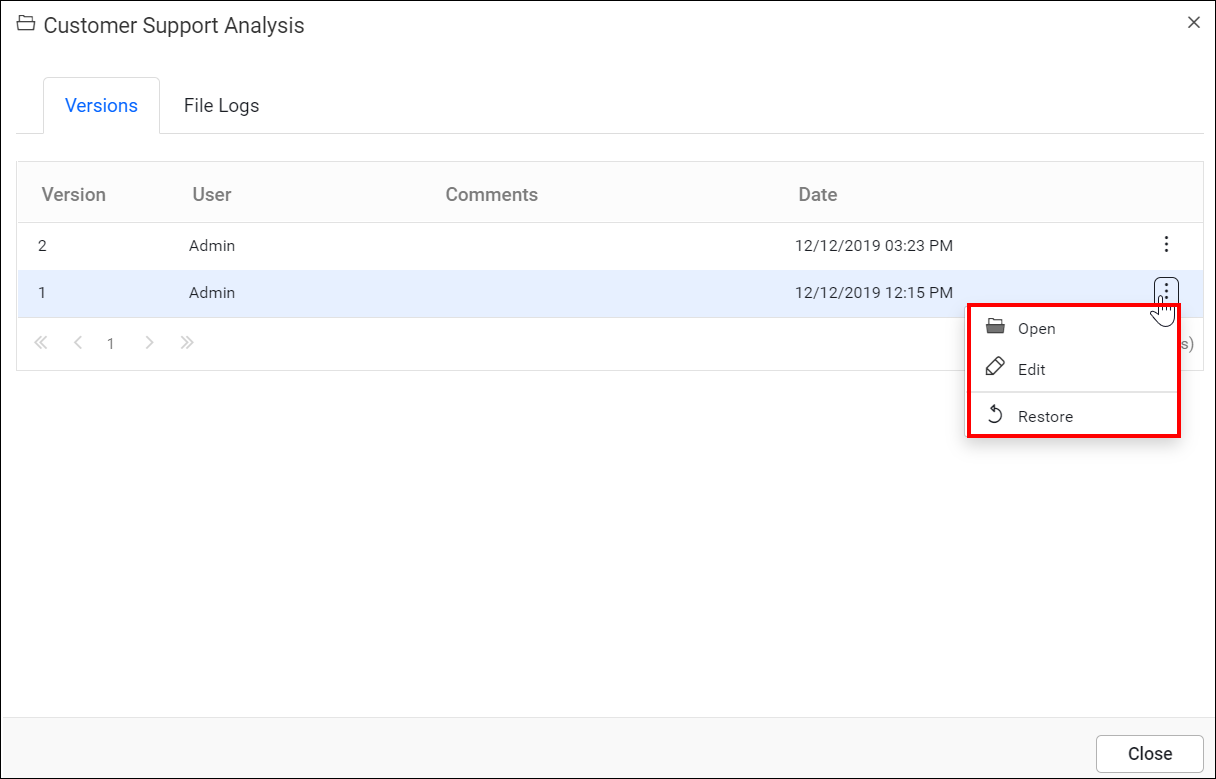 Customer Support Analysis
Versions File Logs
Version User Comments Date
2 Admin 12/12/2019 03:23 PM
1 Admin 12/12/2019 12:15 PM
1 s)
Open
Edit
Restore
Close